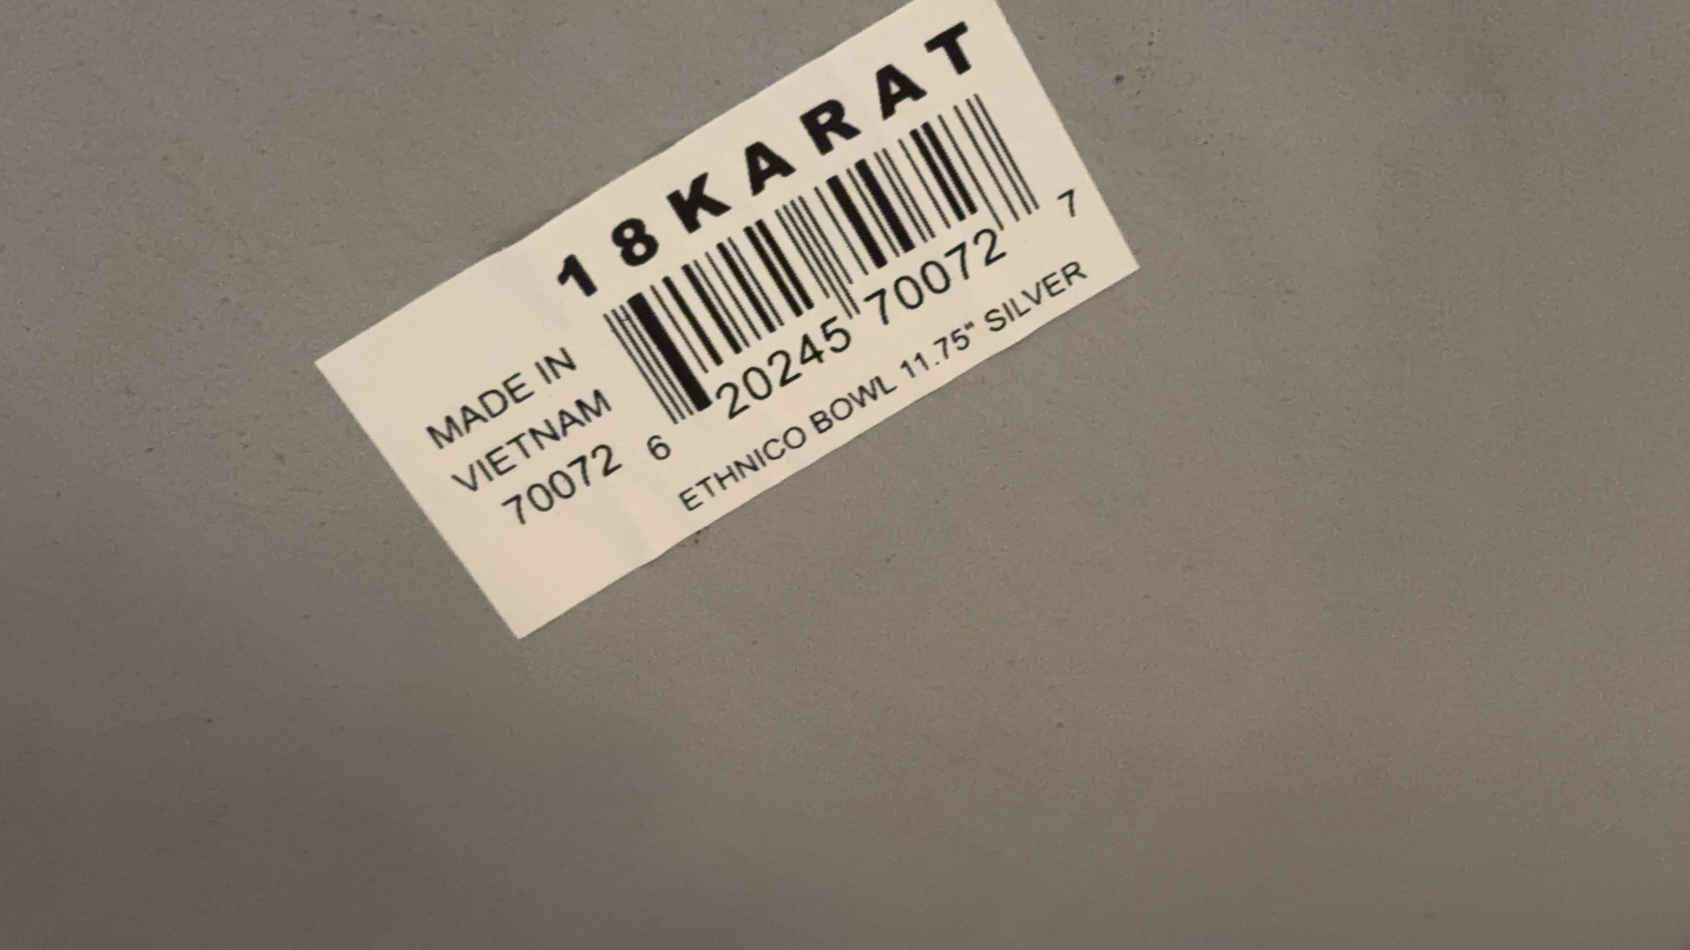 18KARAT
MADE IN
VIETNAM
70072
6 20245 70072 7
ETHNICO BOWL 11.75" SILVER